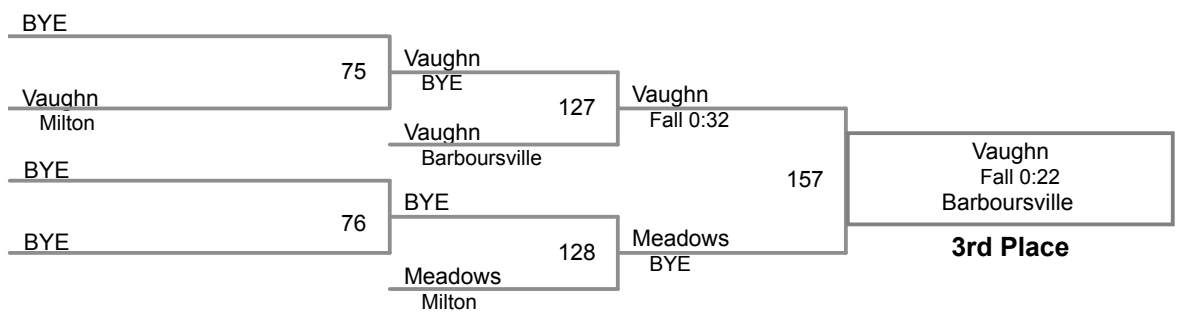 BYE
75
Vaughn
Milton
Vaughn
BYE
127
Vaughn
Barboursville
BYE
76
BYE
BYE
128
Meadows
Milton
Vaughn
Fall 0:32
157
Meadows
BYE
Vaughn
Fall 0:22
Barboursville
3rd Place